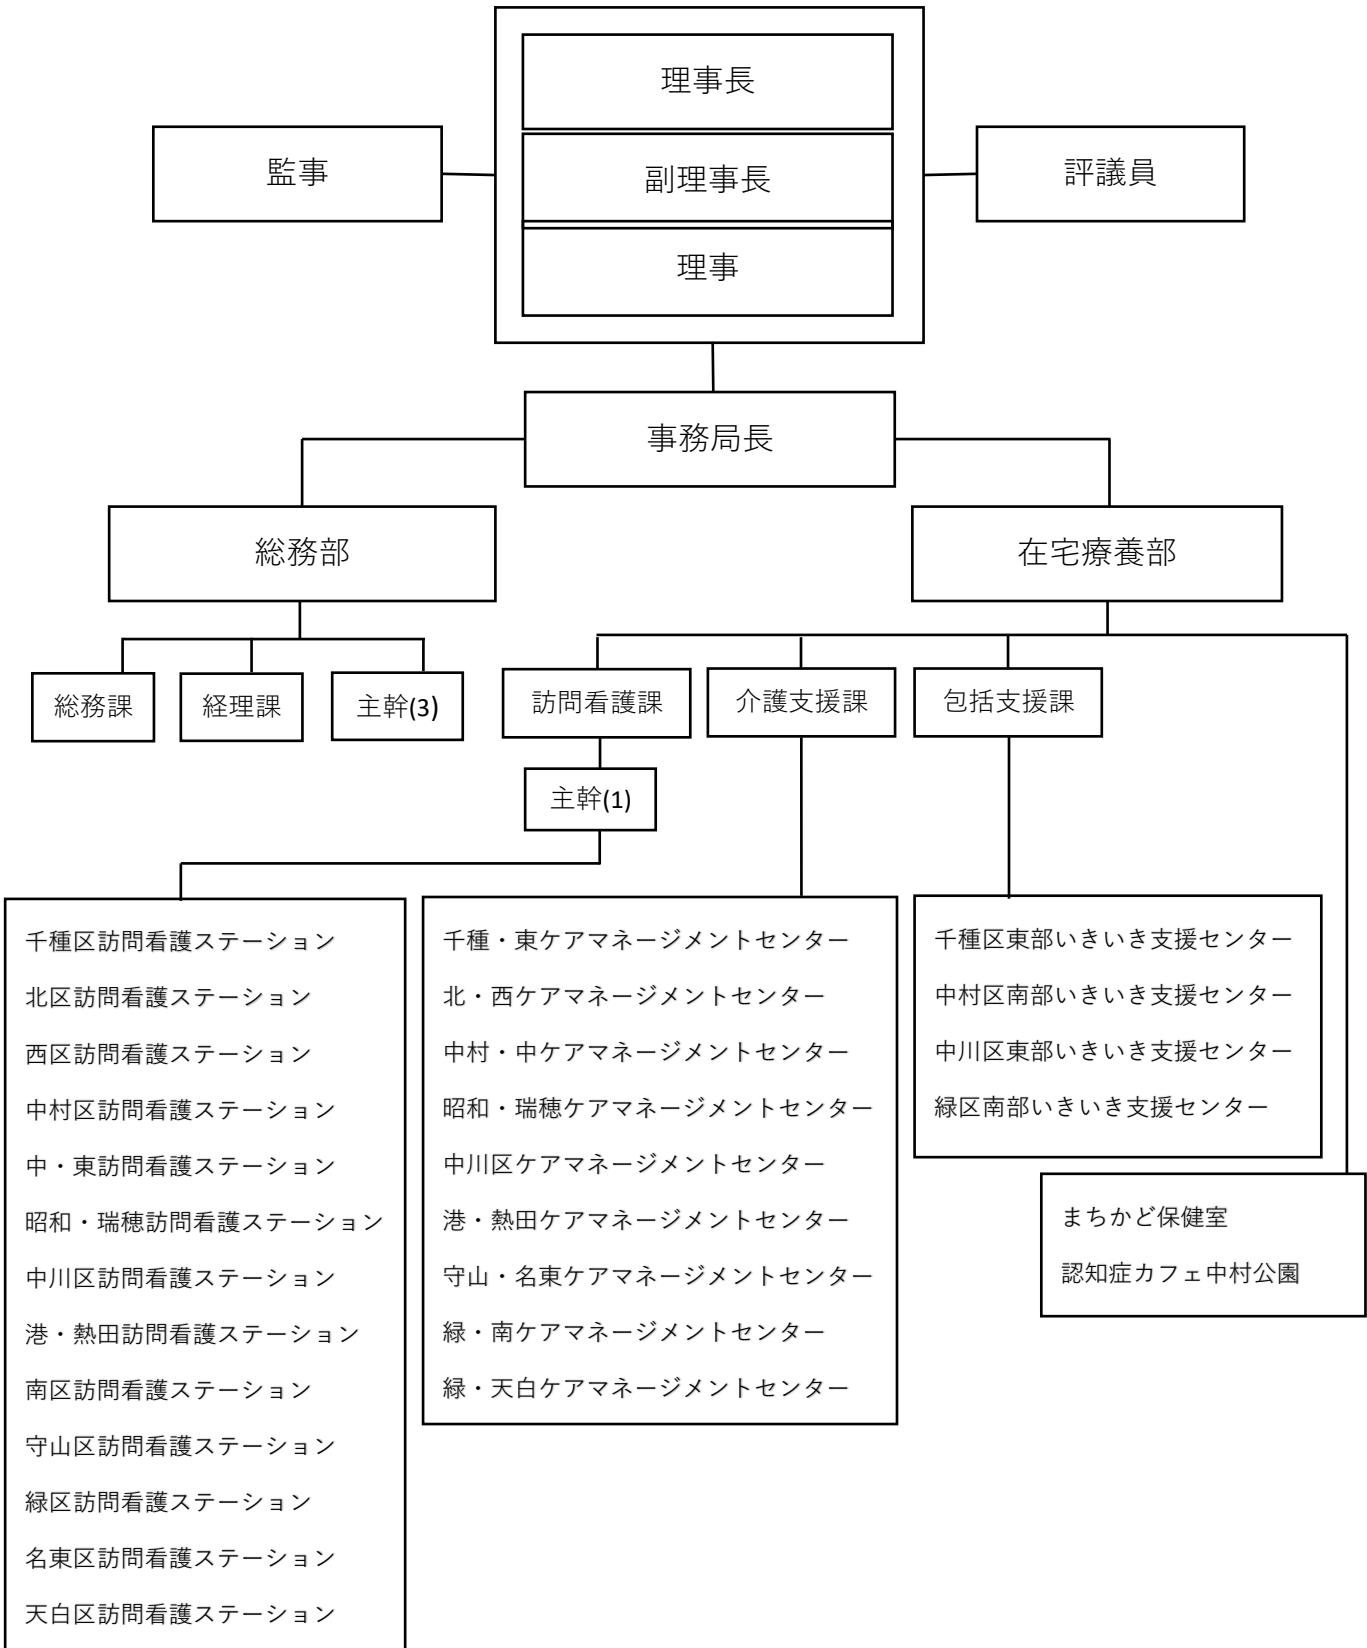 理事長
監事
副理事長
評議員
理事
事務局長
総務部
在宅療養部
総務課
経理課
主幹(3)
訪問看護課
介護支援課
包括支援課
主幹(1)
千種区訪問看護ステーション
北区訪問看護ステーション
西区訪問看護ステーション
中村区訪問看護ステーション
中・東訪問看護ステーション
昭和・瑞穂訪問看護ステーション
中川区訪問看護ステーション
港・熱田訪問看護ステーション
南区訪問看護ステーション
守山区訪問看護ステーション
緑区訪問看護ステーション
名東区訪問看護ステーション
天白区訪問看護ステーション
千種・東ケアマネージメントセンター
北・西ケアマネージメントセンター
中村・中ケアマネージメントセンター
昭和・瑞穂ケアマネージメントセンター
中川区ケアマネージメントセンター
港・熱田ケアマネージメントセンター
守山・名東ケアマネージメントセンター
緑・南ケアマネージメントセンター
緑・天白ケアマネージメントセンター
千種区東部いきいき支援センター
中村区南部いきいき支援センター
中川区東部いきいき支援センター
緑区南部いきいき支援センター
まちかど保健室
認知症カフェ中村公園